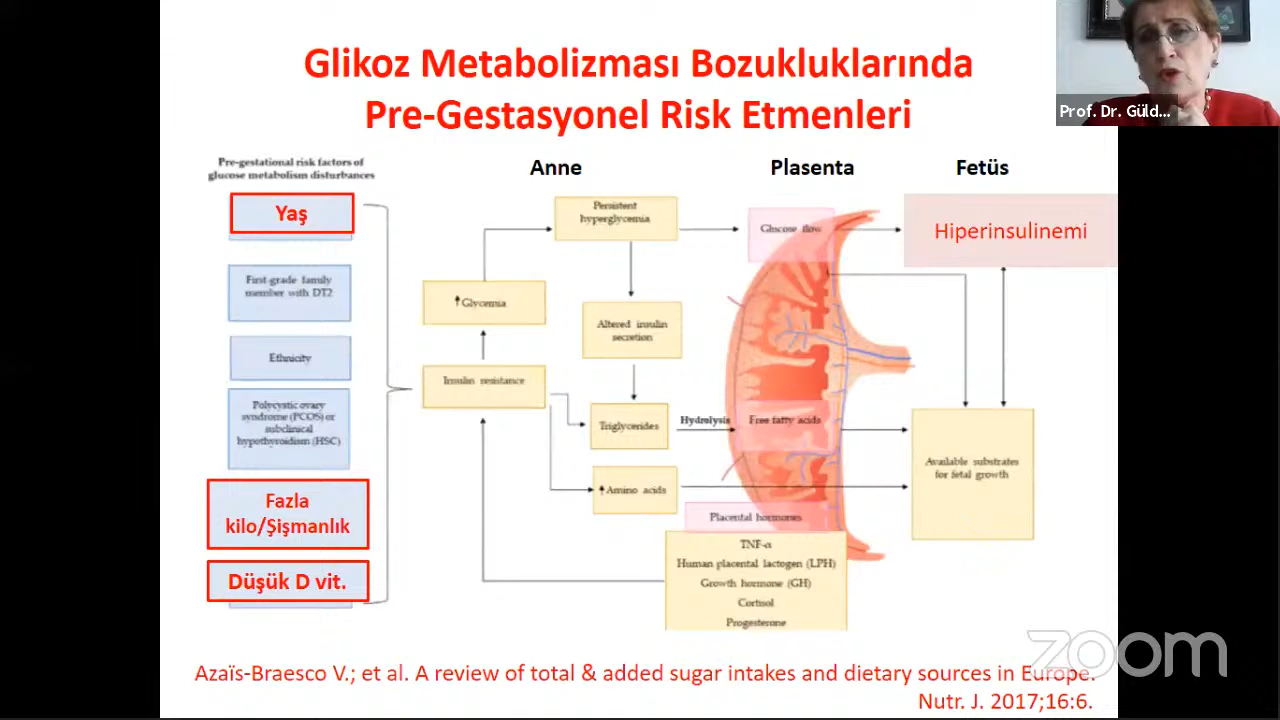 Glikoz Metabolizması Bozukluklarında
Pre-Gestasyonel Risk Etmenleri
Prof. Dr. Güld...
Pre-gestational risk factors of
glucose metabolism disturbances
Anne
Plasenta
Fetüs
Yaş
First-grade family
member with DT2
Ethnicity
Polycystic ovary
syndrome (PCOS) or
subclinical
hypothyroidism (HSC)
Fazla
kilo/Şişmanlık
Düşük D vit.
Persistent
hyperglycemia
Glycemia
Altered insulin
secretion
Insulin resistance
Triglycerides
Hydrolysis
Amino acids
Glucose flow
Free fatty acids
Placental hormones
TNF-α
Human placental lactogen (LPH)
Growth hormone (GH)
Cortisol
Progesterone
Hiperinsulinemi
Available substrates
for fetal growth
Azaïs-Braesco V.; et al. A review of total & added sugar intakes and dietary sources in Europe.
Nutr. J. 2017;16:6.
zoom